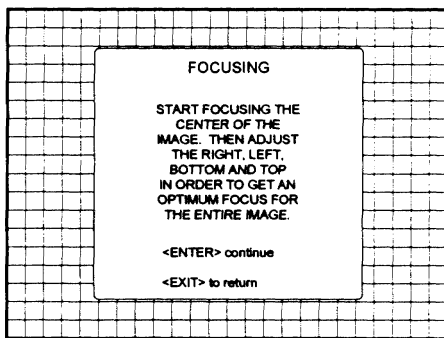 FOCUSING
START FOCUSING THE
CENTER OF THE
IMAGE. THEN ADJUST
THE RIGHT, LEFT,
BOTTOM AND TOP
IN ORDER TO GET AN
OPTIMUM FOCUS FOR
THE ENTIRE IMAGE.
<ENTER> continue
<EXIT> to return